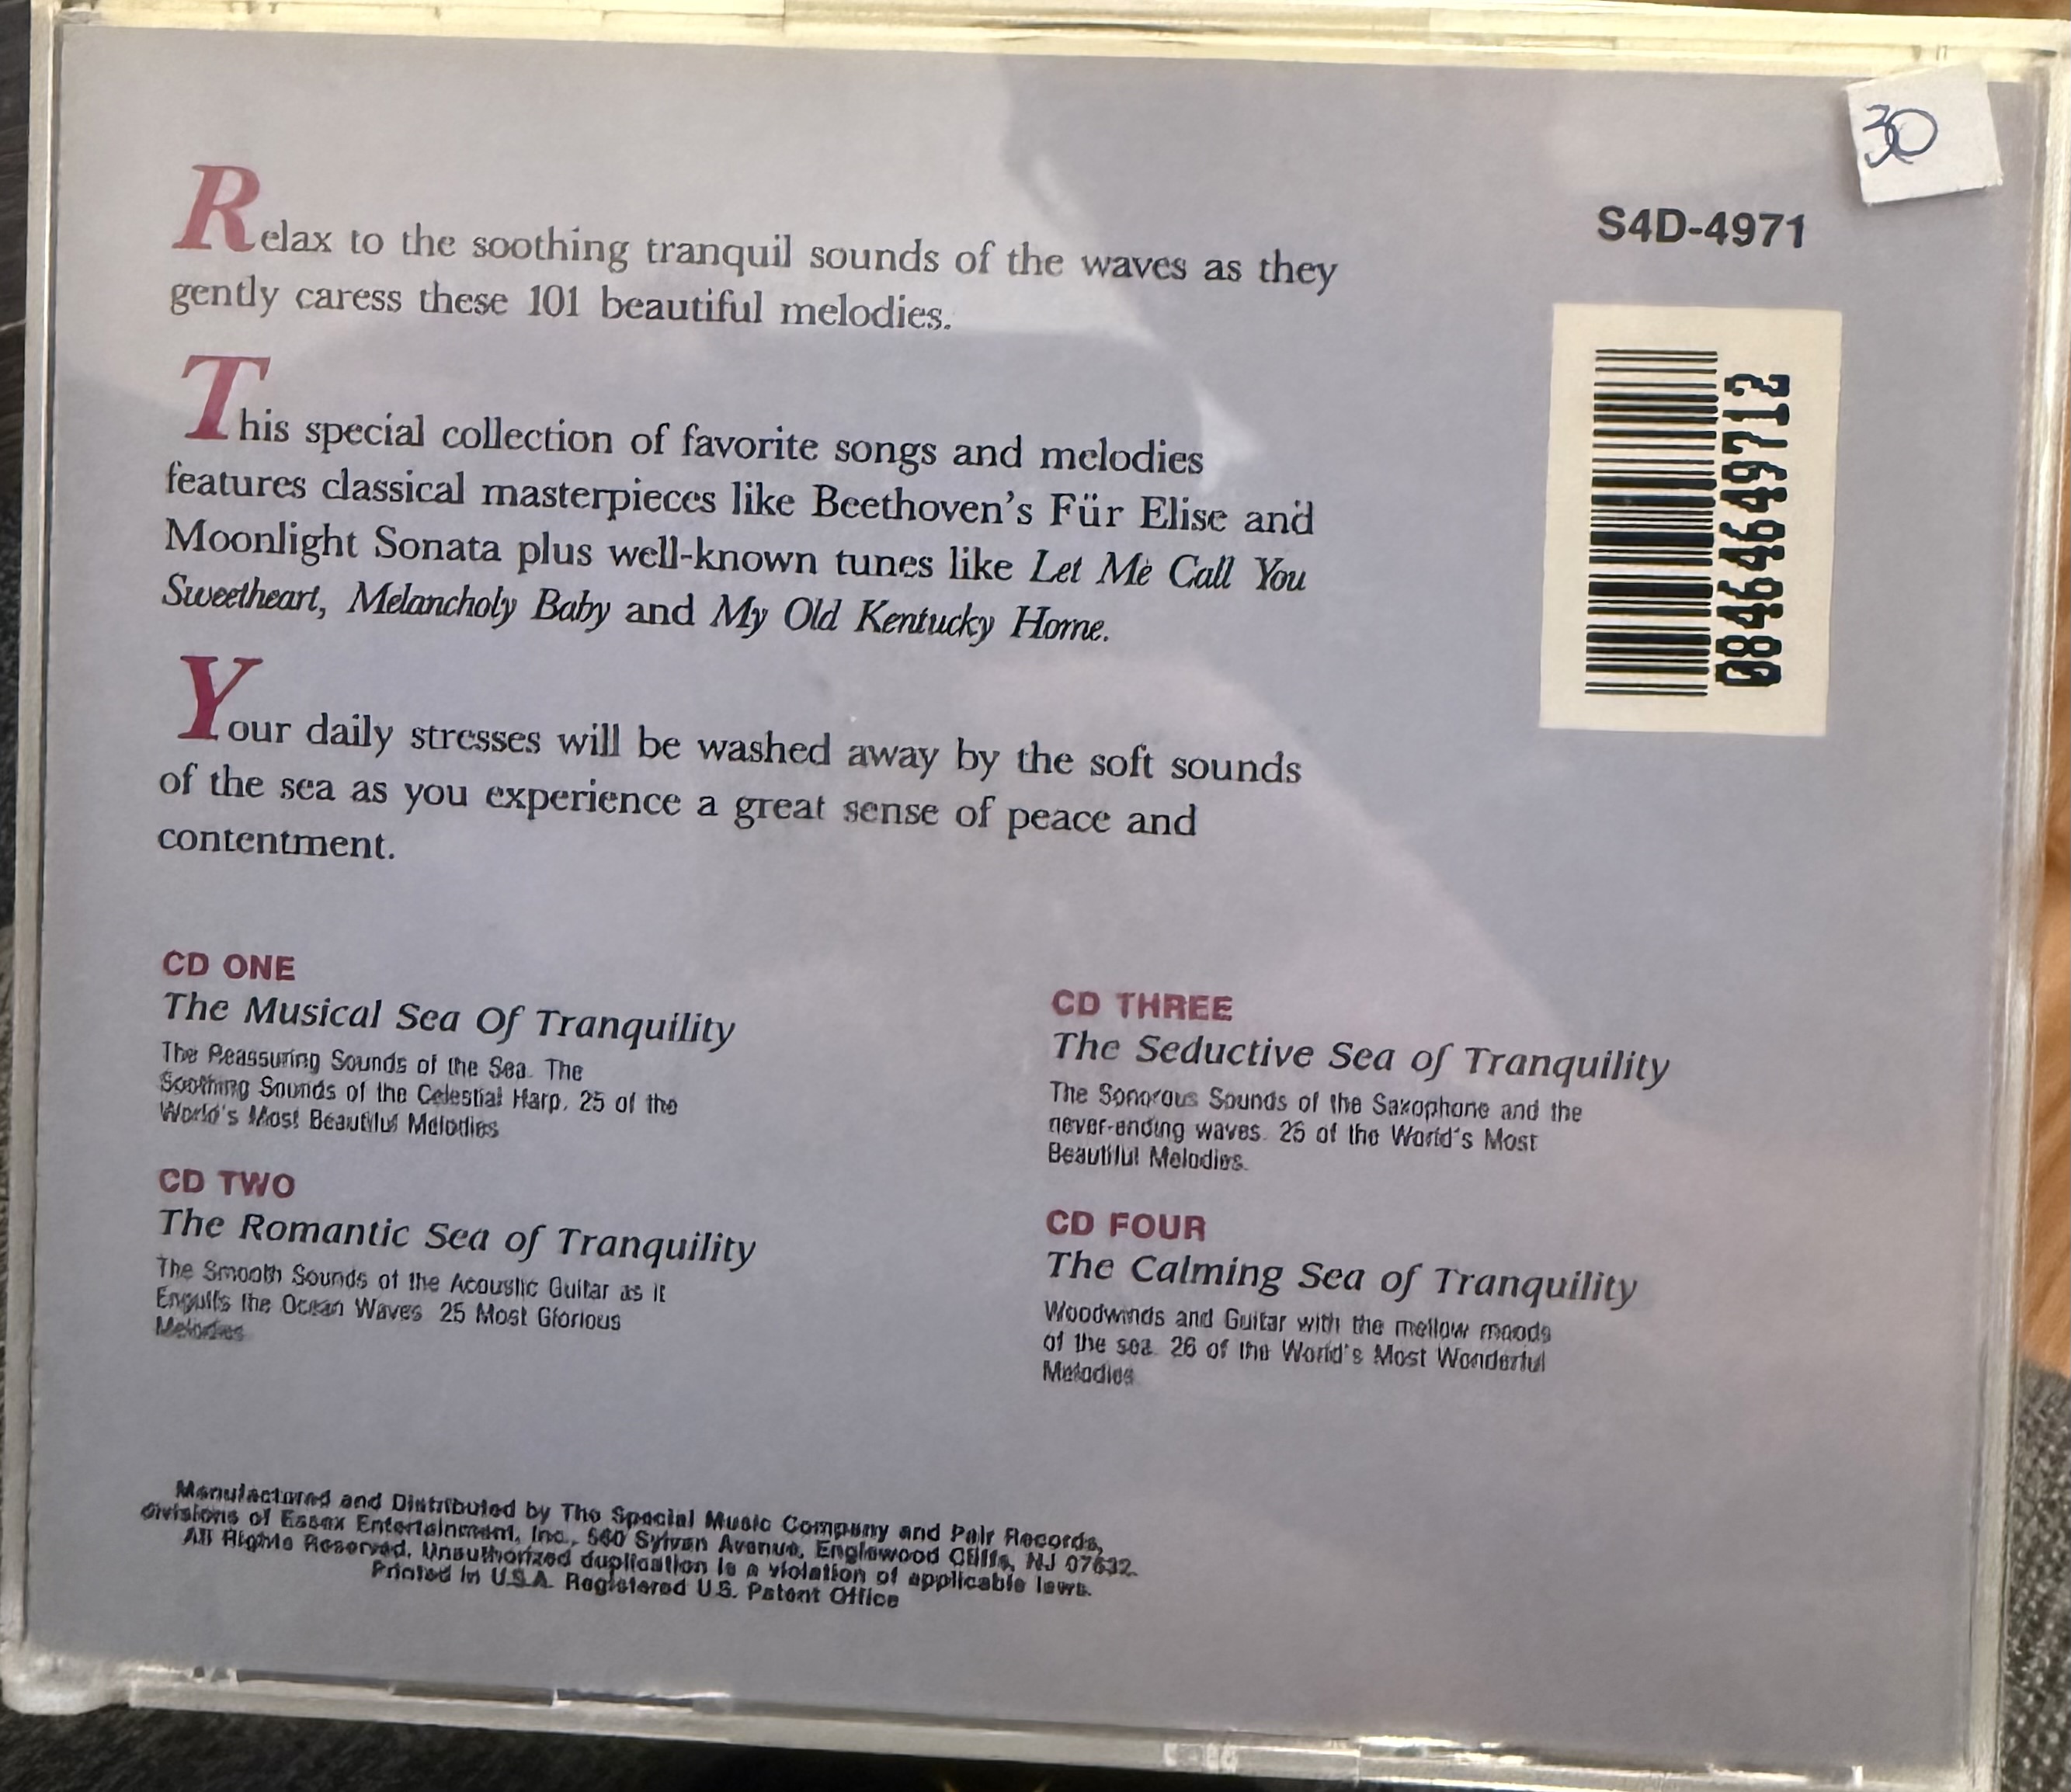 30
S4D-4971
Relax to the soothing tranquil sounds of the waves as they
gently caress these 101 beautiful melodies.
This special collection of favorite songs and melodies
features classical masterpieces like Beethoven's Für Elise and
Moonlight Sonata plus well-known tunes like Let Me Call You
Sweetheart, Melancholy Baby and My Old Kentucky Home.
Your daily stresses will be washed away by the soft sounds
of the sea as you experience a great sense of peace and
contentment.
08464649712
CD ONE
The Musical Sea Of Tranquility
The Reassuring Sounds of the Sea. The
Soothing Sounds of the Celestial Harp. 25 of the
World's Most Beautiful Melodies
CD TWO
The Romantic Sea of Tranquility
The Smooth Sounds of the Acoustic Guitar as it
Engulfs the Ocean Waves 25 Most Glorious
Melodies
CD THREE
The Seductive Sea of Tranquility
The Sonorous Sounds of the Saxophone and the
never-ending waves. 25 of the World's Most
Beautiful Melodies.
CD FOUR
The Calming Sea of Tranquility
Woodwinds and Guitar with the mellow moods
of the sea. 26 of the World's Most Wonderful
Melodies
Manufactured and Distributed by The Special Music Company and Pair Records,
divisions of Essex Entertainment, Inc., 560 Sylvan Avenue, Englewood Cliffs, NJ 07632.
All Rights Reserved. Unauthorized duplication is a violation of applicable laws.
Printed in U.S.A. Registered U.S. Patent Office